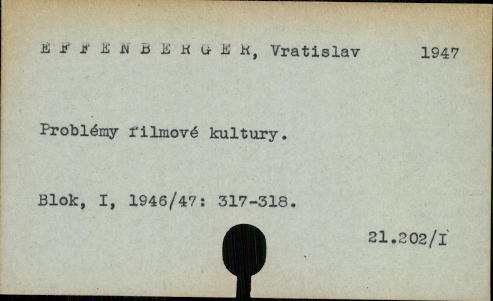 E F F E N B E R G E R, Vratislav 1947
Problémy filmové kultury.
Blok, I, 1946/47: 317-318.
21.202/I